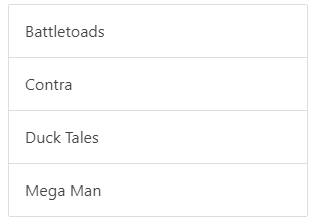 Battletoads
Contra
Duck Tales
Mega Man